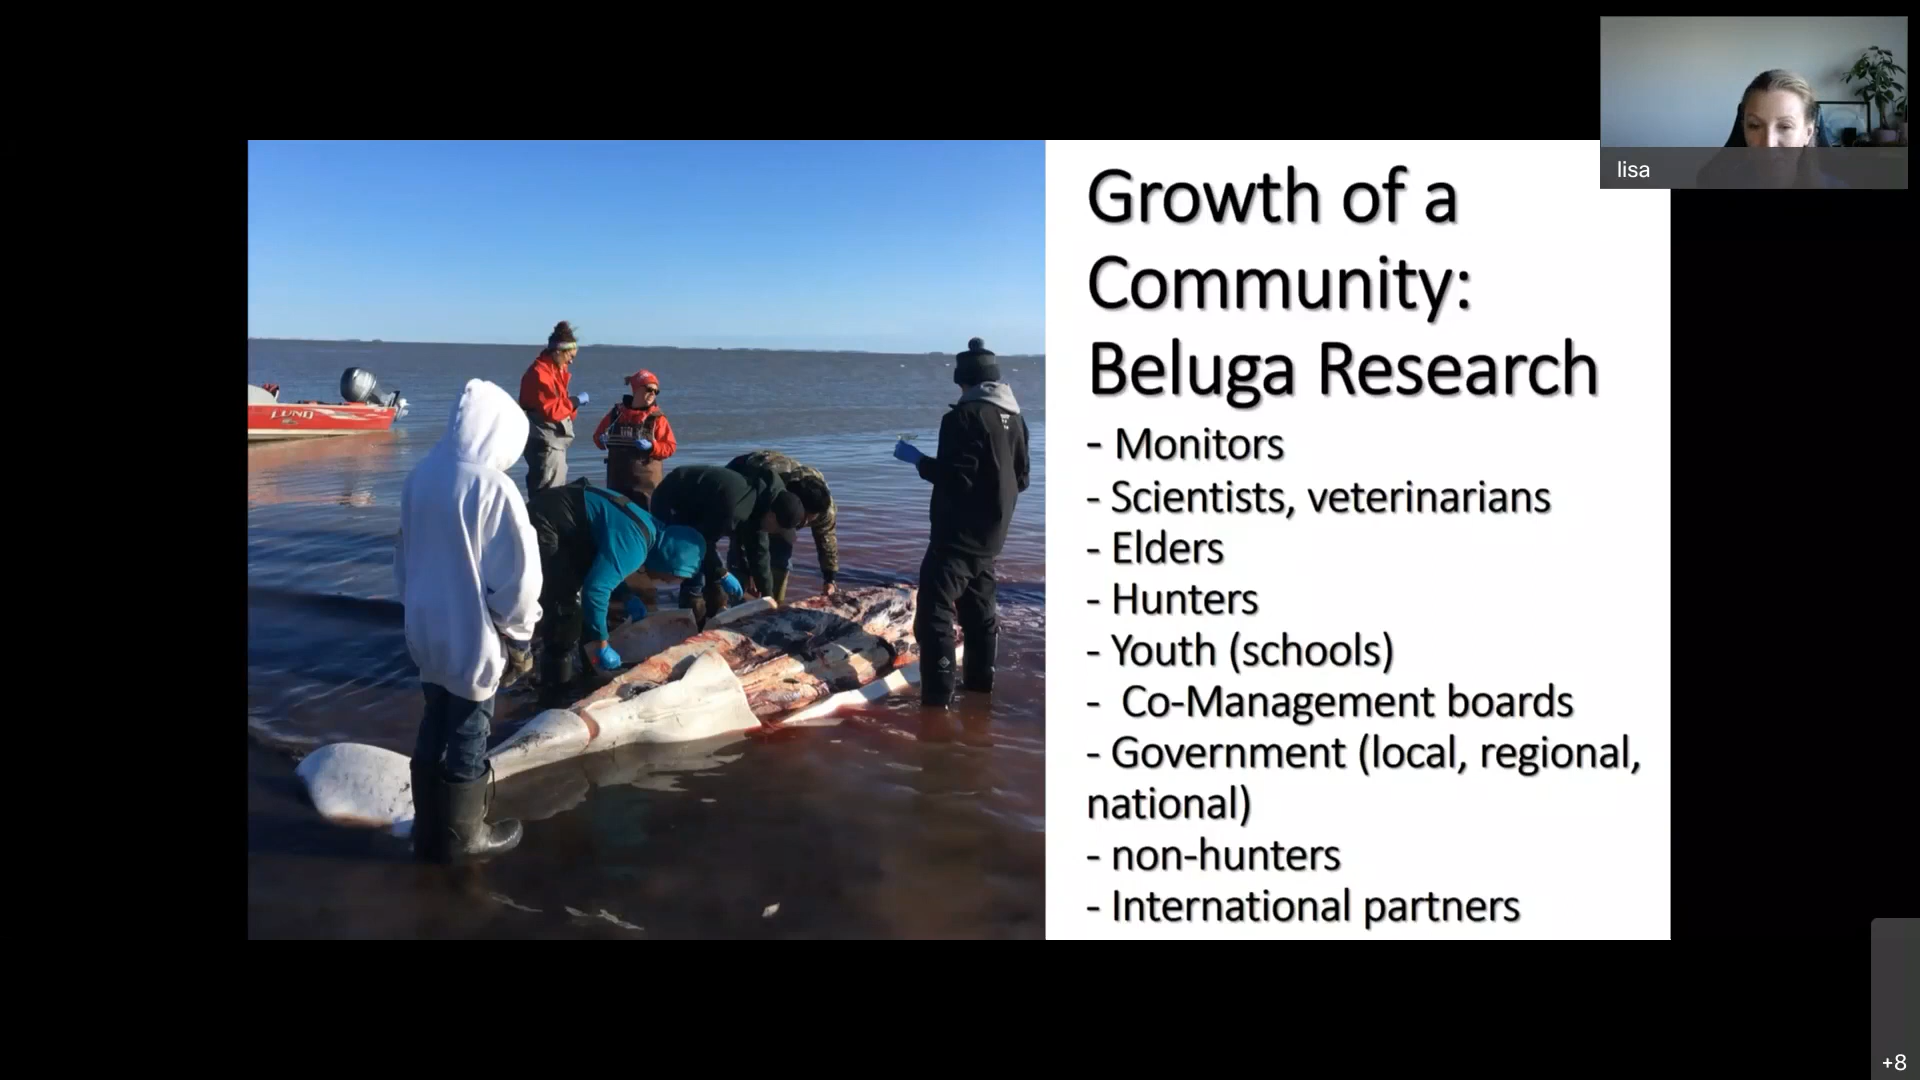 lisa
Growth of a
Community:
Beluga Research
- Monitors
- Scientists, veterinarians
- Elders
- Hunters
- Youth (schools)
- Co-Management boards
- Government (local, regional,
national)
- non-hunters
- International partners
LUND
+8